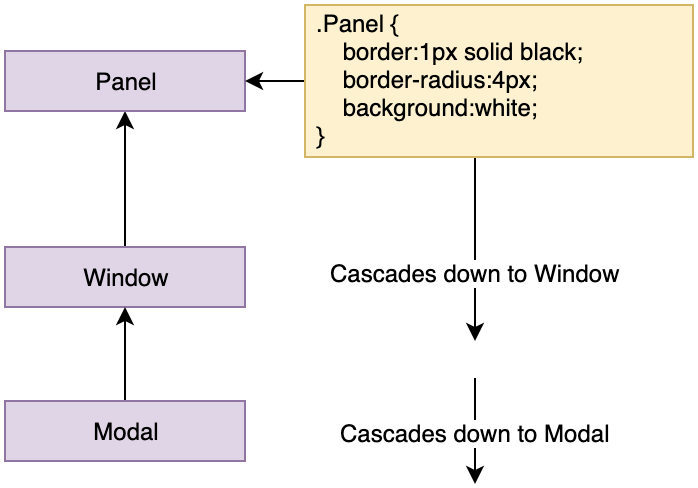 .Panel {
    border:1px solid black;
    border-radius:4px;
    background:white;
}
Panel
Cascades down to Window
Window
Cascades down to Modal
Modal